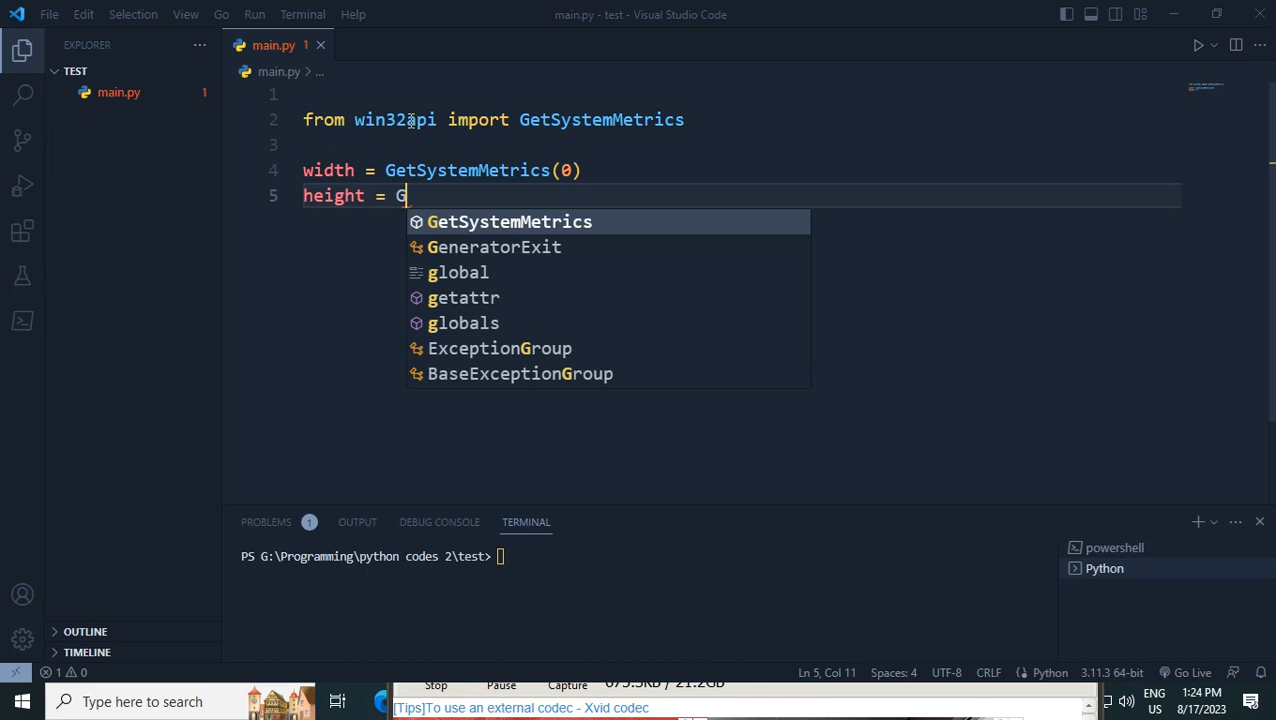 File Edit Selection View Go Run Terminal Help
main.py - test - Visual Studio Code
EXPLORER
TEST
main.py 1
main.py 1
main.py > ...
1
2 from win32api import GetSystemMetrics
3
4 width = GetSystemMetrics(0)
5 height = G
GetSystemMetrics
GeneratorExit
global
getattr
globals
ExceptionGroup
BaseExceptionGroup
PROBLEMS 1 OUTPUT DEBUG CONSOLE TERMINAL
PS G:\Programming\python codes 2\test>
powershell
Python
OUTLINE
TIMELINE
1 0
Ln 5, Col 11 Spaces: 4 UTF-8 CRLF Python 3.11.3 64-bit Go Live
Type here to search
Stop Pause Capture 675.5KB / 21.2GB
[Tips]To use an external codec - Xvid codec
ENG
US
1:24 PM
8/17/2023